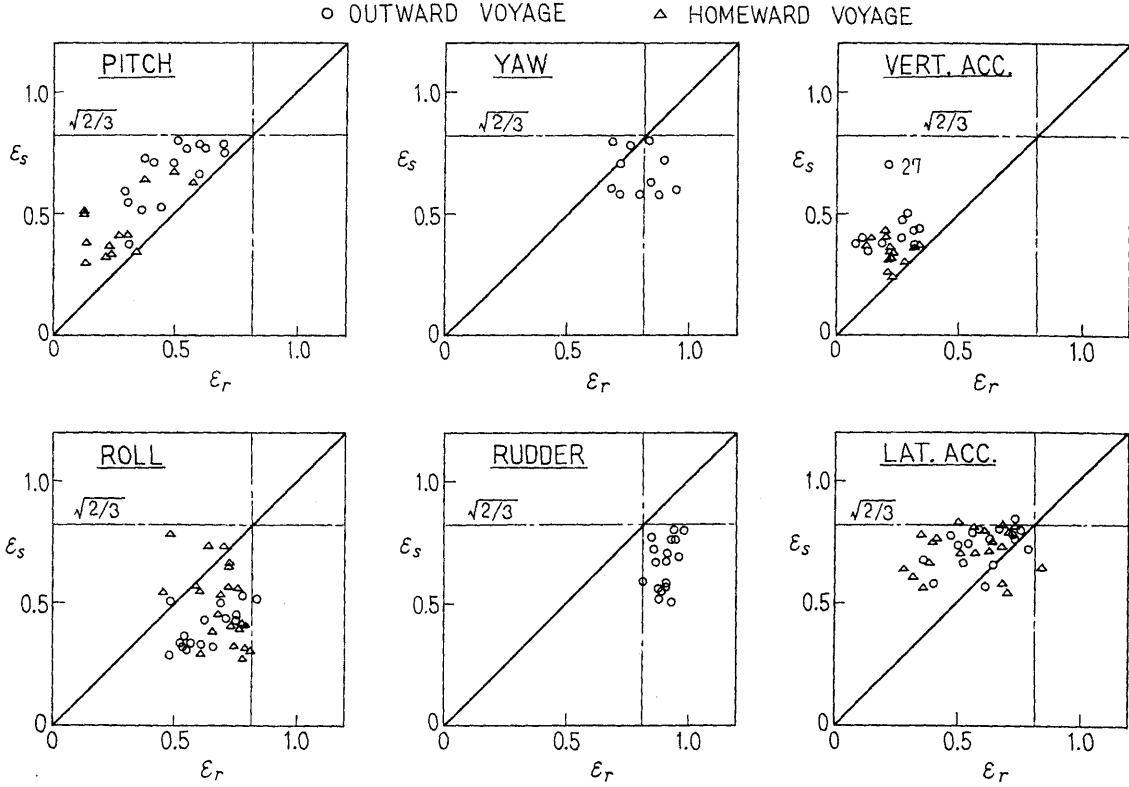 ○ OUTWARD VOYAGE △ HOMEWARD VOYAGE
PITCH
1.0
√2/3
εs
0.5
0
0 0.5 1.0
εr
YAW
1.0
√2/3
εs
0.5
0
0 0.5 1.0
εr
VERT. ACC.
1.0
√2/3
εs
27
0.5
0
0 0.5 1.0
εr
ROLL
1.0
√2/3
εs
0.5
0
0 0.5 1.0
εr
RUDDER
1.0
√2/3
εs
0.5
0
0 0.5 1.0
εr
LAT. ACC.
1.0
√2/3
εs
0.5
0
0 0.5 1.0
εr